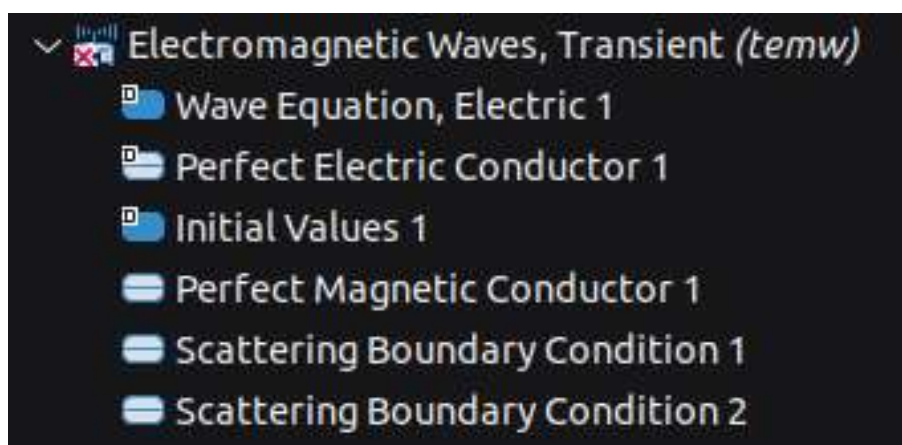 Electromagnetic Waves, Transient (temw)
Wave Equation, Electric 1
Perfect Electric Conductor 1
Initial Values 1
Perfect Magnetic Conductor 1
Scattering Boundary Condition 1
Scattering Boundary Condition 2